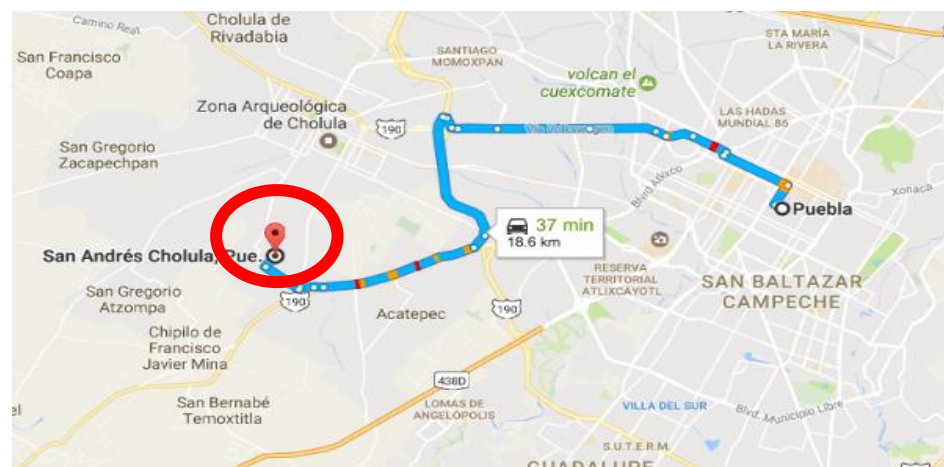 Camino Real
Cholula de
Rivadabia
STA MARÍA
LA RIVERA
San Francisco
Coapa
SANTIAGO
MOMOXPAN
volcan el
cuexcomate
Zona Arqueológica
de Cholula
190
LAS HADAS
MUNDIAL 86
San Gregorio
Zacapechpan
Blvd Atlixco
Xonaca
Puebla
37 min
18.6 km
San Andrés Cholula, Pue.
RESERVA
TERRITORIAL
ATLIXCÁYOTL
SAN BALTAZAR
CAMPECHE
San Gregorio
Atzompa
190
190
Acatepec
Chipilo de
Francisco
Javier Mina
438D
San Bernabé
Temoxtitla
LOMAS DE
ANGELÓPOLIS
VILLA DEL SUR
Blvd. Municipio Libre
S.U.T.E.R.M.
GUADALUPE